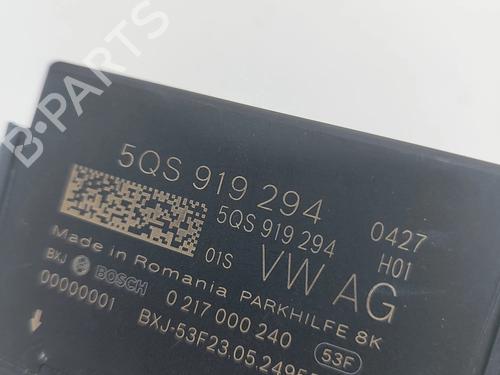 B-PARTS
5QS 919 294
5QS 919 294 0427
01S VW AG H01
Made in Romania PARKHILFE 8K
BXJ BOSCH 0 217 000 240 53F
00000001 BXJ-53F23.05.2495